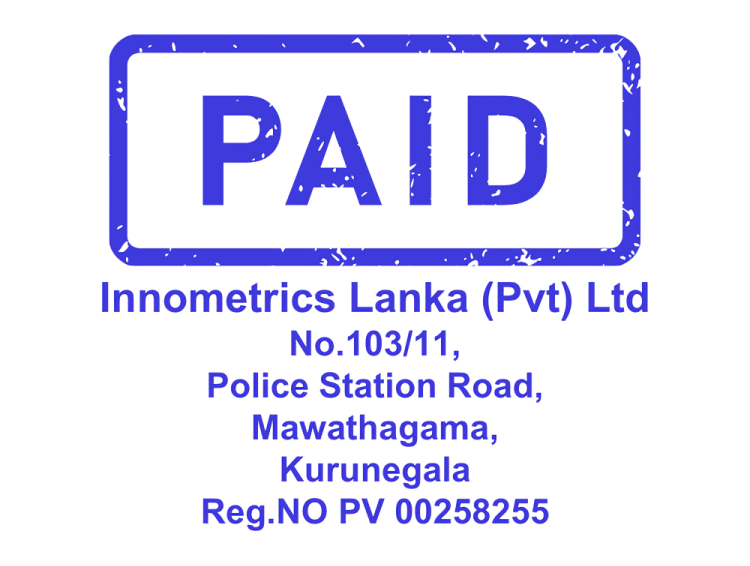 PAID
Innometrics Lanka (Pvt) Ltd
No.103/11,
Police Station Road,
Mawathagama,
Kurunegala
Reg.NO PV 00258255